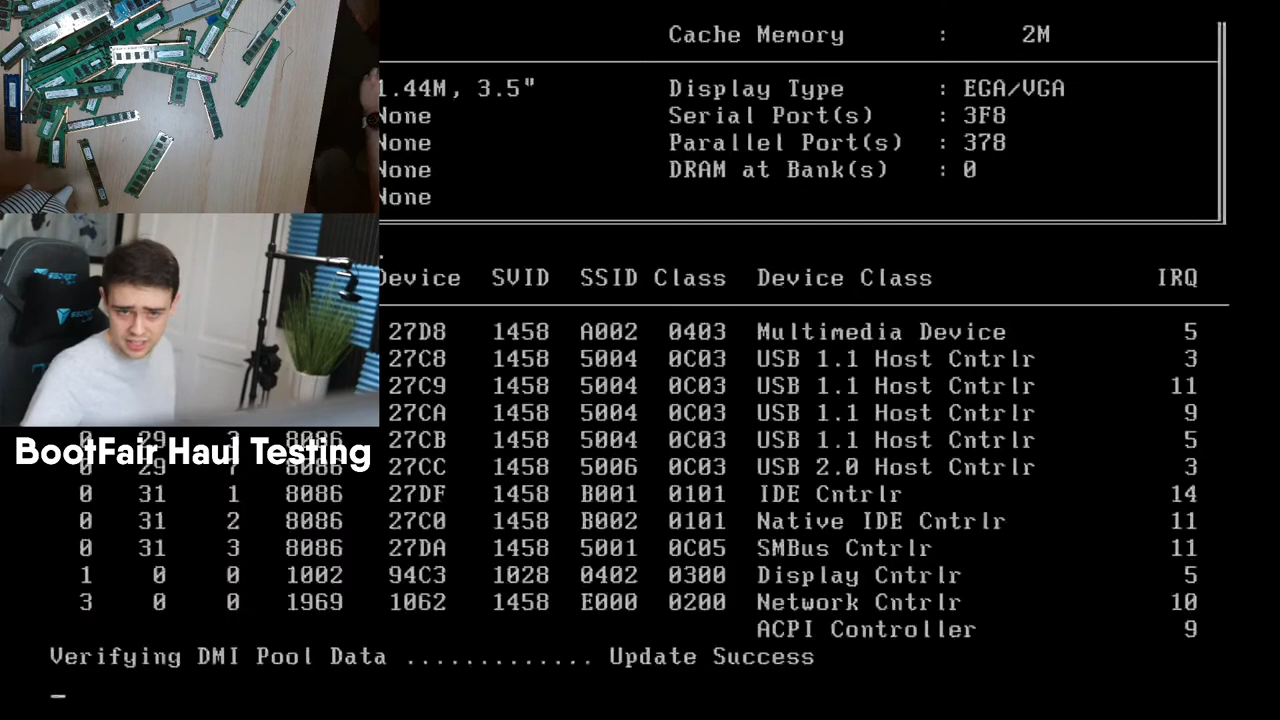 Cache Memory : 2M
1.44M, 3.5" Display Type : EGA/VGA
None Serial Port(s) : 3F8
None Parallel Port(s) : 378
None DRAM at Bank(s) : 0
None
.
Device SVID SSID Class Device Class IRQ
27D8 1458 A002 0403 Multimedia Device 5
27C8 1458 5004 0C03 USB 1.1 Host Cntrlr 3
27C9 1458 5004 0C03 USB 1.1 Host Cntrlr 11
27CA 1458 5004 0C03 USB 1.1 Host Cntrlr 9
0 29 3 8086 27CB 1458 5004 0C03 USB 1.1 Host Cntrlr 5
BootFair Haul Testing
0 29 7 8086 27CC 1458 5006 0C03 USB 2.0 Host Cntrlr 3
0 31 1 8086 27DF 1458 B001 0101 IDE Cntrlr 14
0 31 2 8086 27C0 1458 B002 0101 Native IDE Cntrlr 11
0 31 3 8086 27DA 1458 5001 0C05 SMBus Cntrlr 11
1 0 0 1002 94C3 1028 0402 0300 Display Cntrlr 5
3 0 0 1969 1062 1458 E000 0200 Network Cntrlr 10
ACPI Controller 9
Verifying DMI Pool Data ............. Update Success
_